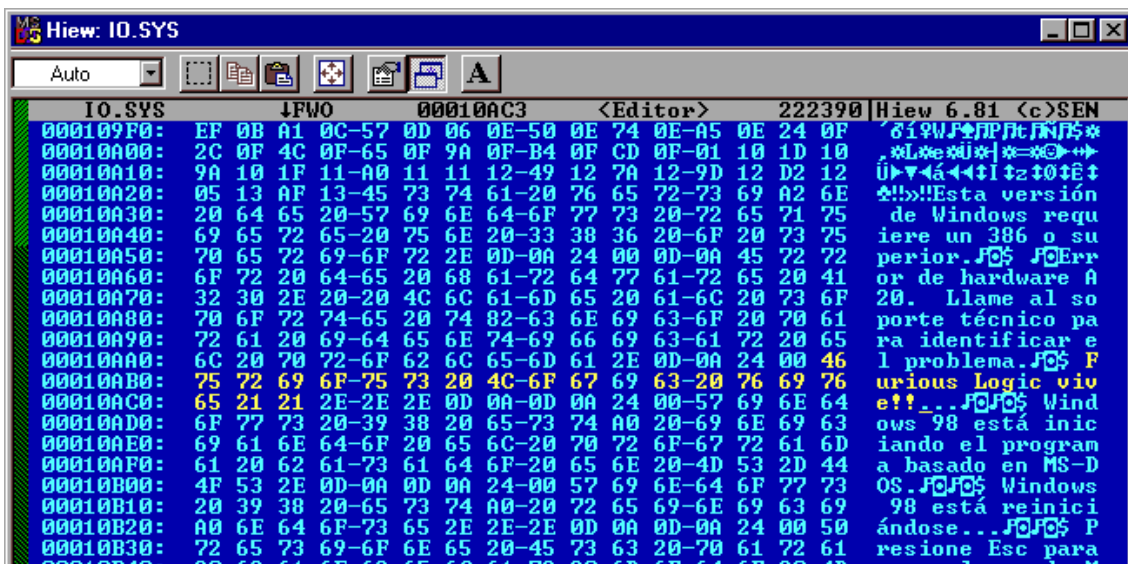 Hiew: IO.SYS
Auto
A
IO.SYS ↓FWO 00010AC3 <Editor> 222390|Hiew 6.81 (c)SEN
000109F0: EF 0B A1 0C-57 0D 06 0E-50 0E 74 0E-A5 0E 24 0F
00010A00: 2C 0F 4C 0F-65 0F 9A 0F-B4 0F CD 0F-01 10 1D 10
00010A10: 9A 10 1F 11-A0 11 11 12-49 12 7A 12-9D 12 D2 12
00010A20: 05 13 AF 13-45 73 74 61-20 76 65 72-73 69 A2 6E Esta versión
00010A30: 20 64 65 20-57 69 6E 64-6F 77 73 20-72 65 71 75 de Windows requ
00010A40: 69 65 72 65-20 75 6E 20-33 38 36 20-6F 20 73 75 iere un 386 o su
00010A50: 70 65 72 69-6F 72 2E 0D-0A 24 00 0D-0A 45 72 72 perior.♪◙$ ♪◙Err
00010A60: 6F 72 20 64-65 20 68 61-72 64 77 61-72 65 20 41 or de hardware A
00010A70: 32 30 2E 20-20 4C 6C 61-6D 65 20 61-6C 20 73 6F 20.  Llame al so
00010A80: 70 6F 72 74-65 20 74 82-63 6E 69 63-6F 20 70 61 porte técnico pa
00010A90: 72 61 20 69-64 65 6E 74-69 66 69 63-61 72 20 65 ra identificar e
00010AA0: 6C 20 70 72-6F 62 6C 65-6D 61 2E 0D-0A 24 00 46 l problema.♪◙$ F
00010AB0: 75 72 69 6F-75 73 20 4C-6F 67 69 63-20 76 69 76 urious Logic viv
00010AC0: 65 21 21 2E-2E 2E 0D 0A-0D 0A 24 00-57 69 6E 64 e!!_..♪◙♪◙$ Wind
00010AD0: 6F 77 73 20-39 38 20 65-73 74 A0 20-69 6E 69 63 ows 98 está inic
00010AE0: 69 61 6E 64-6F 20 65 6C-20 70 72 6F-67 72 61 6D iando el program
00010AF0: 61 20 62 61-73 61 64 6F-20 65 6E 20-4D 53 2D 44 a basado en MS-D
00010B00: 4F 53 2E 0D-0A 0D 0A 24-00 57 69 6E-64 6F 77 73 OS.♪◙♪◙$ Windows
00010B10: 20 39 38 20-65 73 74 A0-20 72 65 69-6E 69 63 69 98 está reinici
00010B20: A0 6E 64 6F-73 65 2E 2E-2E 0D 0A 0D-0A 24 00 50 ándose...♪◙♪◙$ P
00010B30: 72 65 73 69-6F 6E 65 20-45 73 63 20-70 61 72 61 resione Esc para